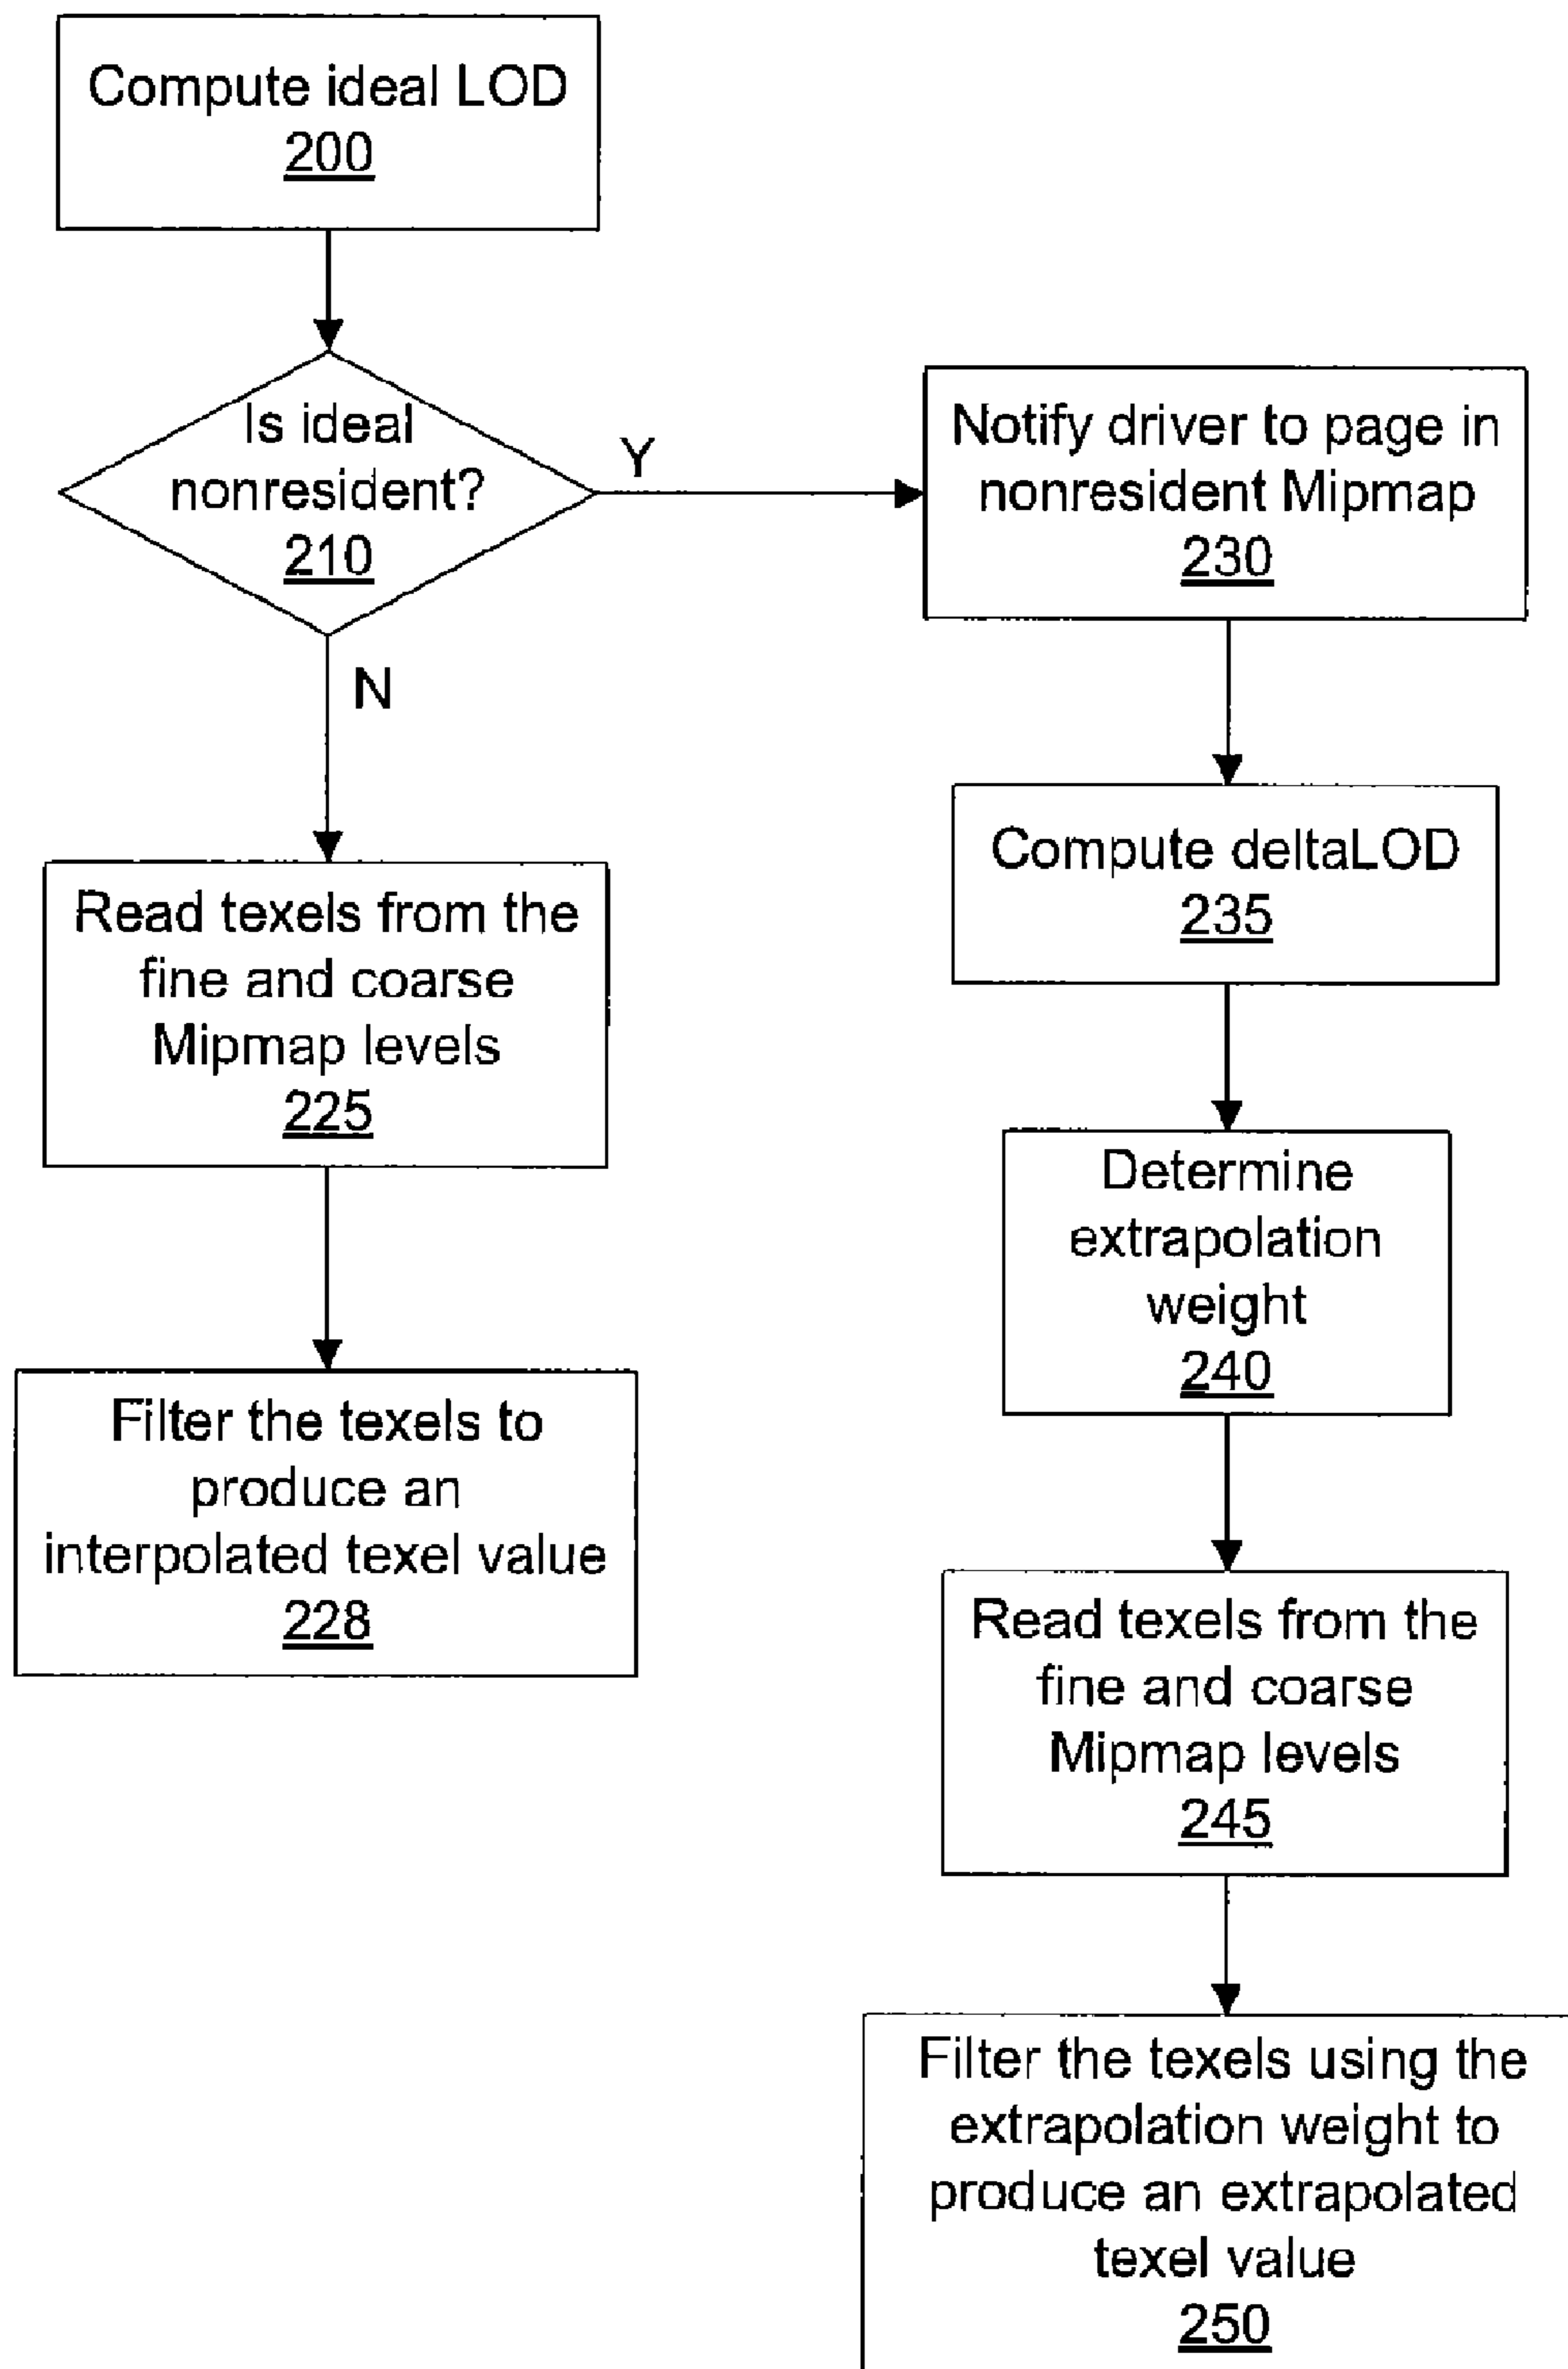 Compute ideal LOD
200
Is ideal
nonresident?
210
Y
N
Read texels from the
fine and coarse
Mipmap levels
225
Filter the texels to
produce an
interpolated texel value
228
Notify driver to page in
nonresident Mipmap
230
Compute deltaLOD
235
Determine
extrapolation
weight
240
Read texels from the
fine and coarse
Mipmap levels
245
Filter the texels using the
extrapolation weight to
produce an extrapolated
texel value
250